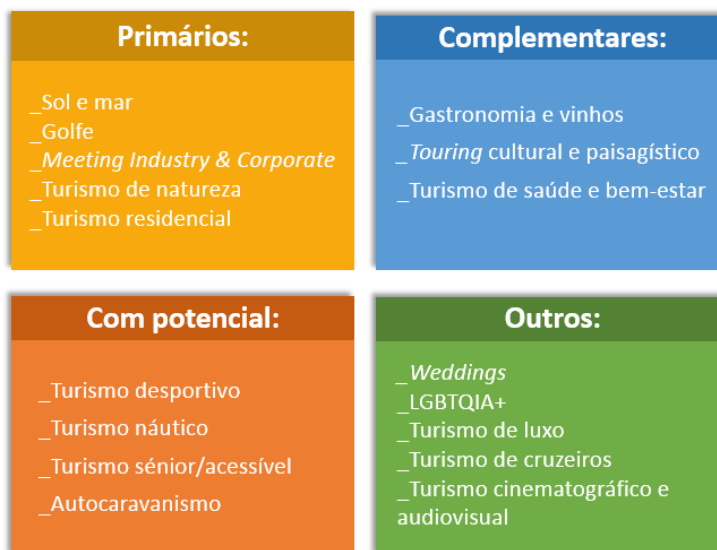 Primários:
_Sol e mar
_Golfe
_Meeting Industry & Corporate
_Turismo de natureza
_Turismo residencial
Complementares:
_Gastronomia e vinhos
_Touring cultural e paisagístico
_Turismo de saúde e bem-estar
Com potencial:
_Turismo desportivo
_Turismo náutico
_Turismo sénior/acessível
_Autocaravanismo
Outros:
_Weddings
_LGBTQIA+
_Turismo de luxo
_Turismo de cruzeiros
_Turismo cinematográfico e
audiovisual